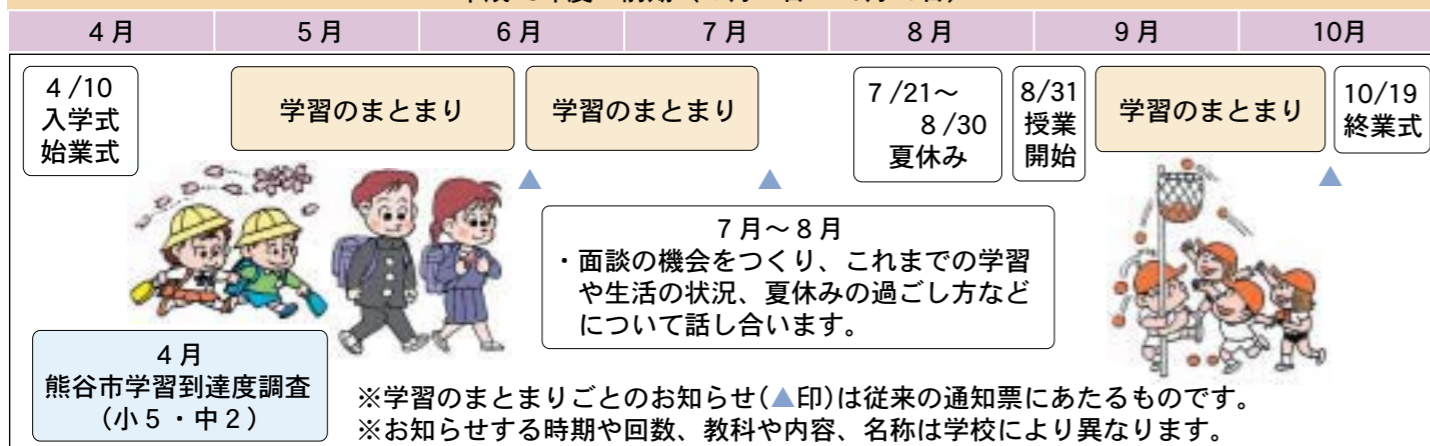 4月 5月 6月 7月 8月 9月 10月
4/10
入学式
始業式
学習のまとまり
学習のまとまり
7/21～
8/30
夏休み
8/31
授業
開始
学習のまとまり
10/19
終業式
▲ ▲ ▲
7月～8月
・面談の機会をつくり、これまでの学習
や生活の状況、夏休みの過ごし方など
について話し合います。
4月
熊谷市学習到達度調査
（小5・中2）
※学習のまとまりごとのお知らせ(▲印)は従来の通知票にあたるものです。
※お知らせする時期や回数、教科や内容、名称は学校により異なります。